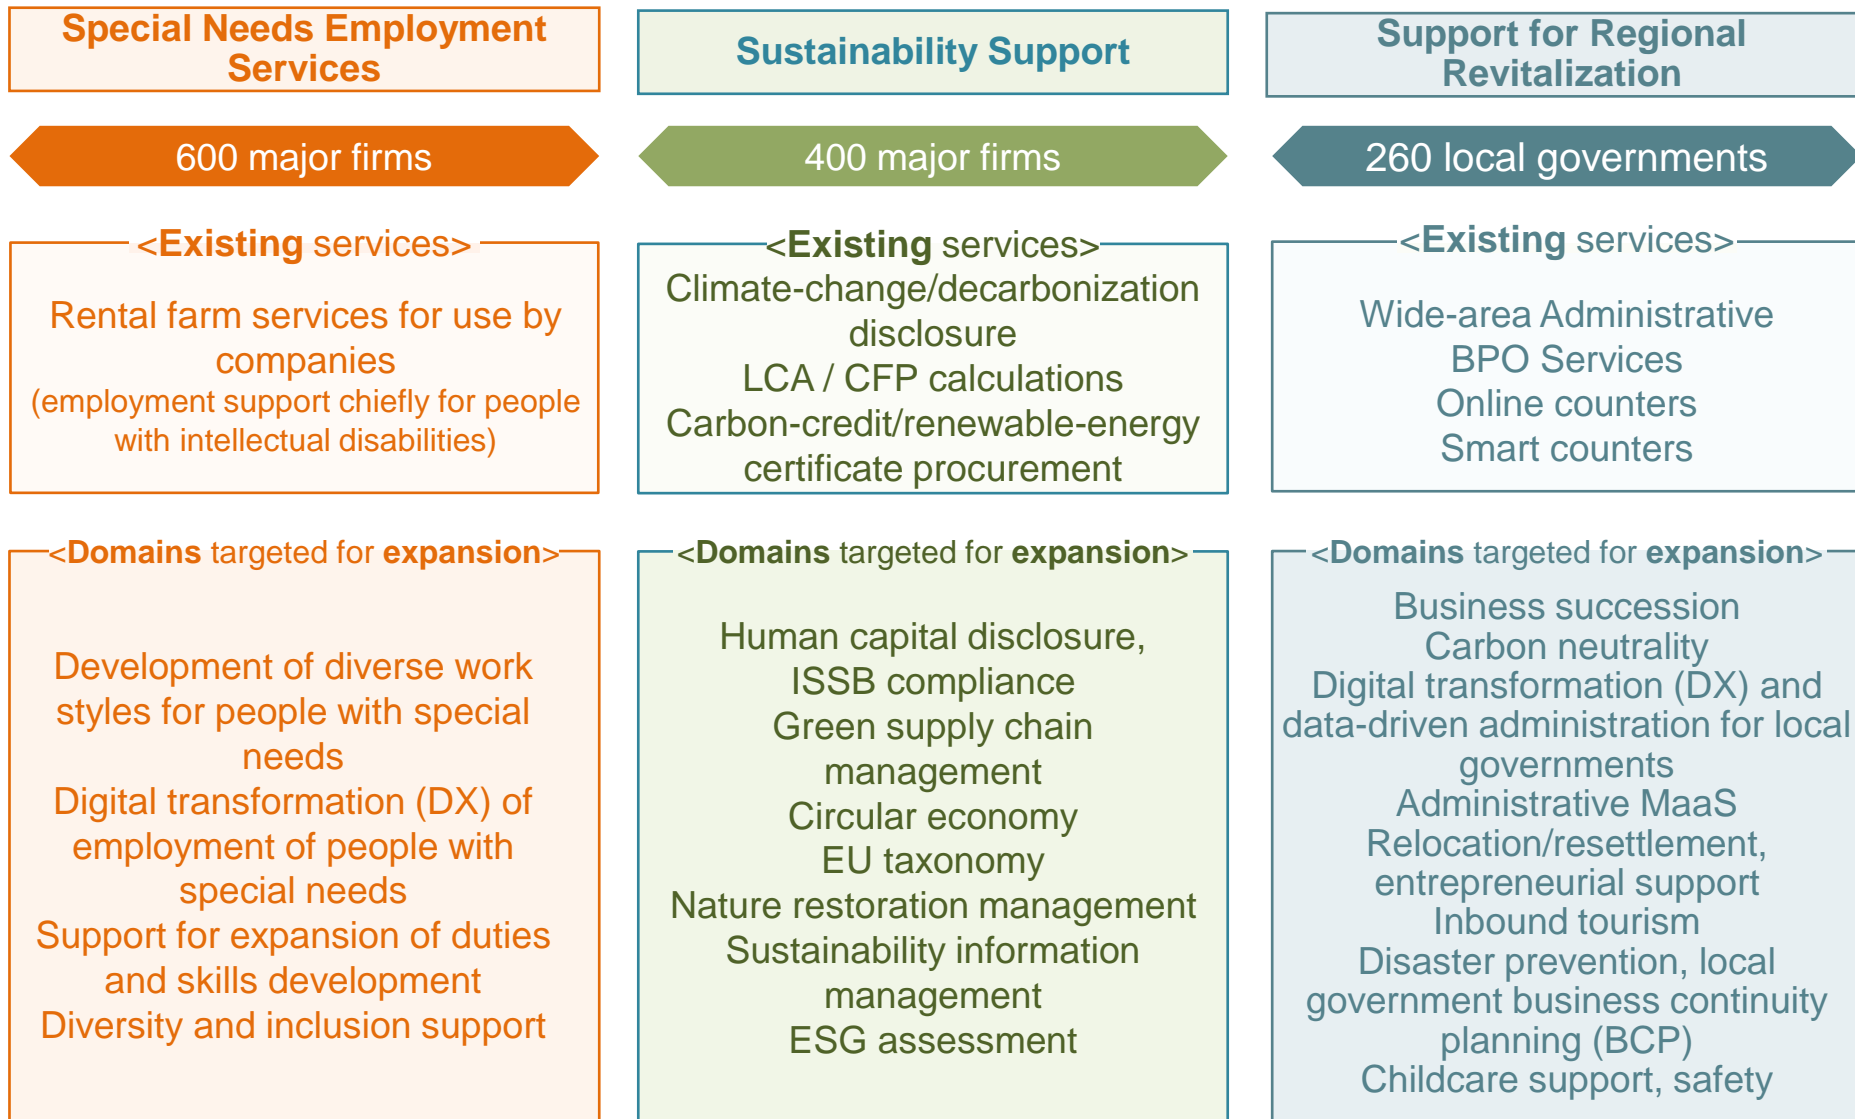 Special Needs Employment
Services
600 major firms
<Existing services>
Rental farm services for use by
companies
(employment support chiefly for people
with intellectual disabilities)
<Domains targeted for expansion>
Development of diverse work
styles for people with special
needs
Digital transformation (DX) of
employment of people with
special needs
Support for expansion of duties
and skills development
Diversity and inclusion support
Sustainability Support
400 major firms
<Existing services>
Climate-change/decarbonization
disclosure
LCA / CFP calculations
Carbon-credit/renewable-energy
certificate procurement
<Domains targeted for expansion>
Human capital disclosure,
ISSB compliance
Green supply chain
management
Circular economy
EU taxonomy
Nature restoration management
Sustainability information
management
ESG assessment
Support for Regional
Revitalization
260 local governments
<Existing services>
Wide-area Administrative
BPO Services
Online counters
Smart counters
<Domains targeted for expansion>
Business succession
Carbon neutrality
Digital transformation (DX) and
data-driven administration for local
governments
Administrative MaaS
Relocation/resettlement,
entrepreneurial support
Inbound tourism
Disaster prevention, local
government business continuity
planning (BCP)
Childcare support, safety